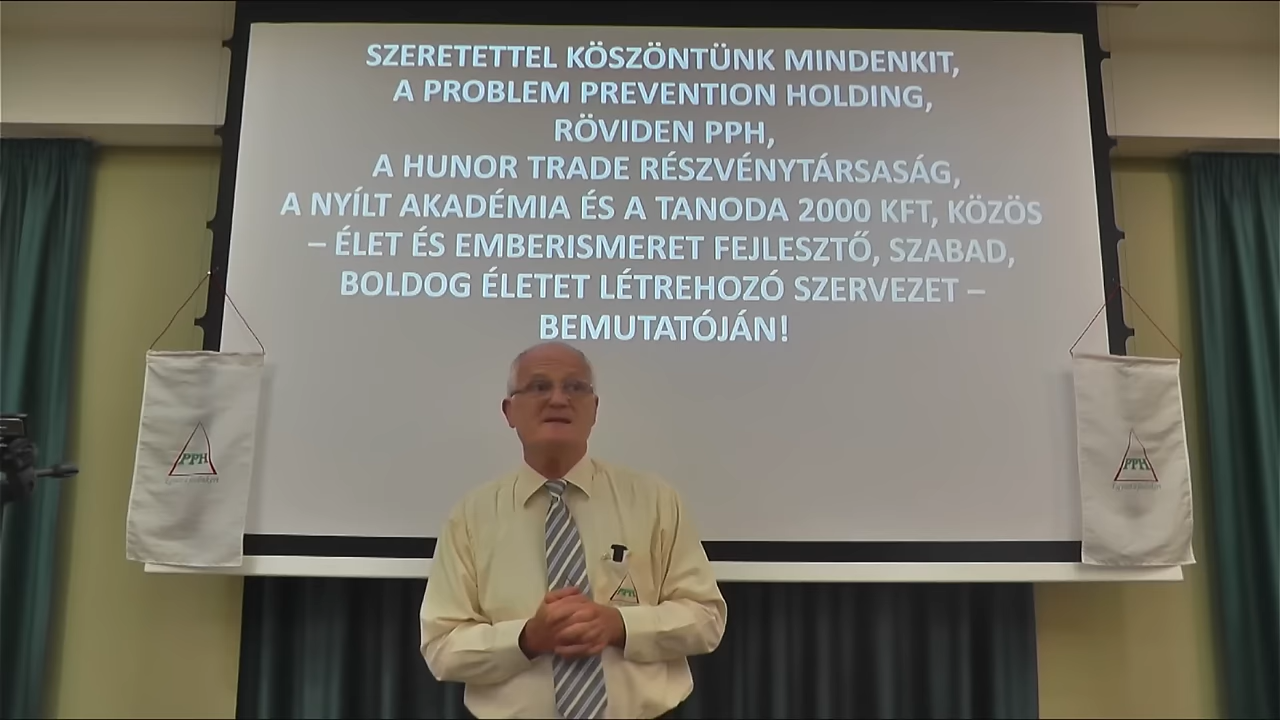 SZERETETTEL KÖSZÖNTÜNK MINDENKIT,
A PROBLEM PREVENTION HOLDING,
RÖVIDEN PPH,
A HUNOR TRADE RÉSZVÉNYTÁRSASÁG,
A NYÍLT AKADÉMIA ÉS A TANODA 2000 KFT, KÖZÖS
– ÉLET ÉS EMBERISMERET FEJLESZTŐ, SZABAD,
BOLDOG ÉLETET LÉTREHOZÓ SZERVEZET –
BEMUTATÓJÁN!
PPH
PPH
PPH